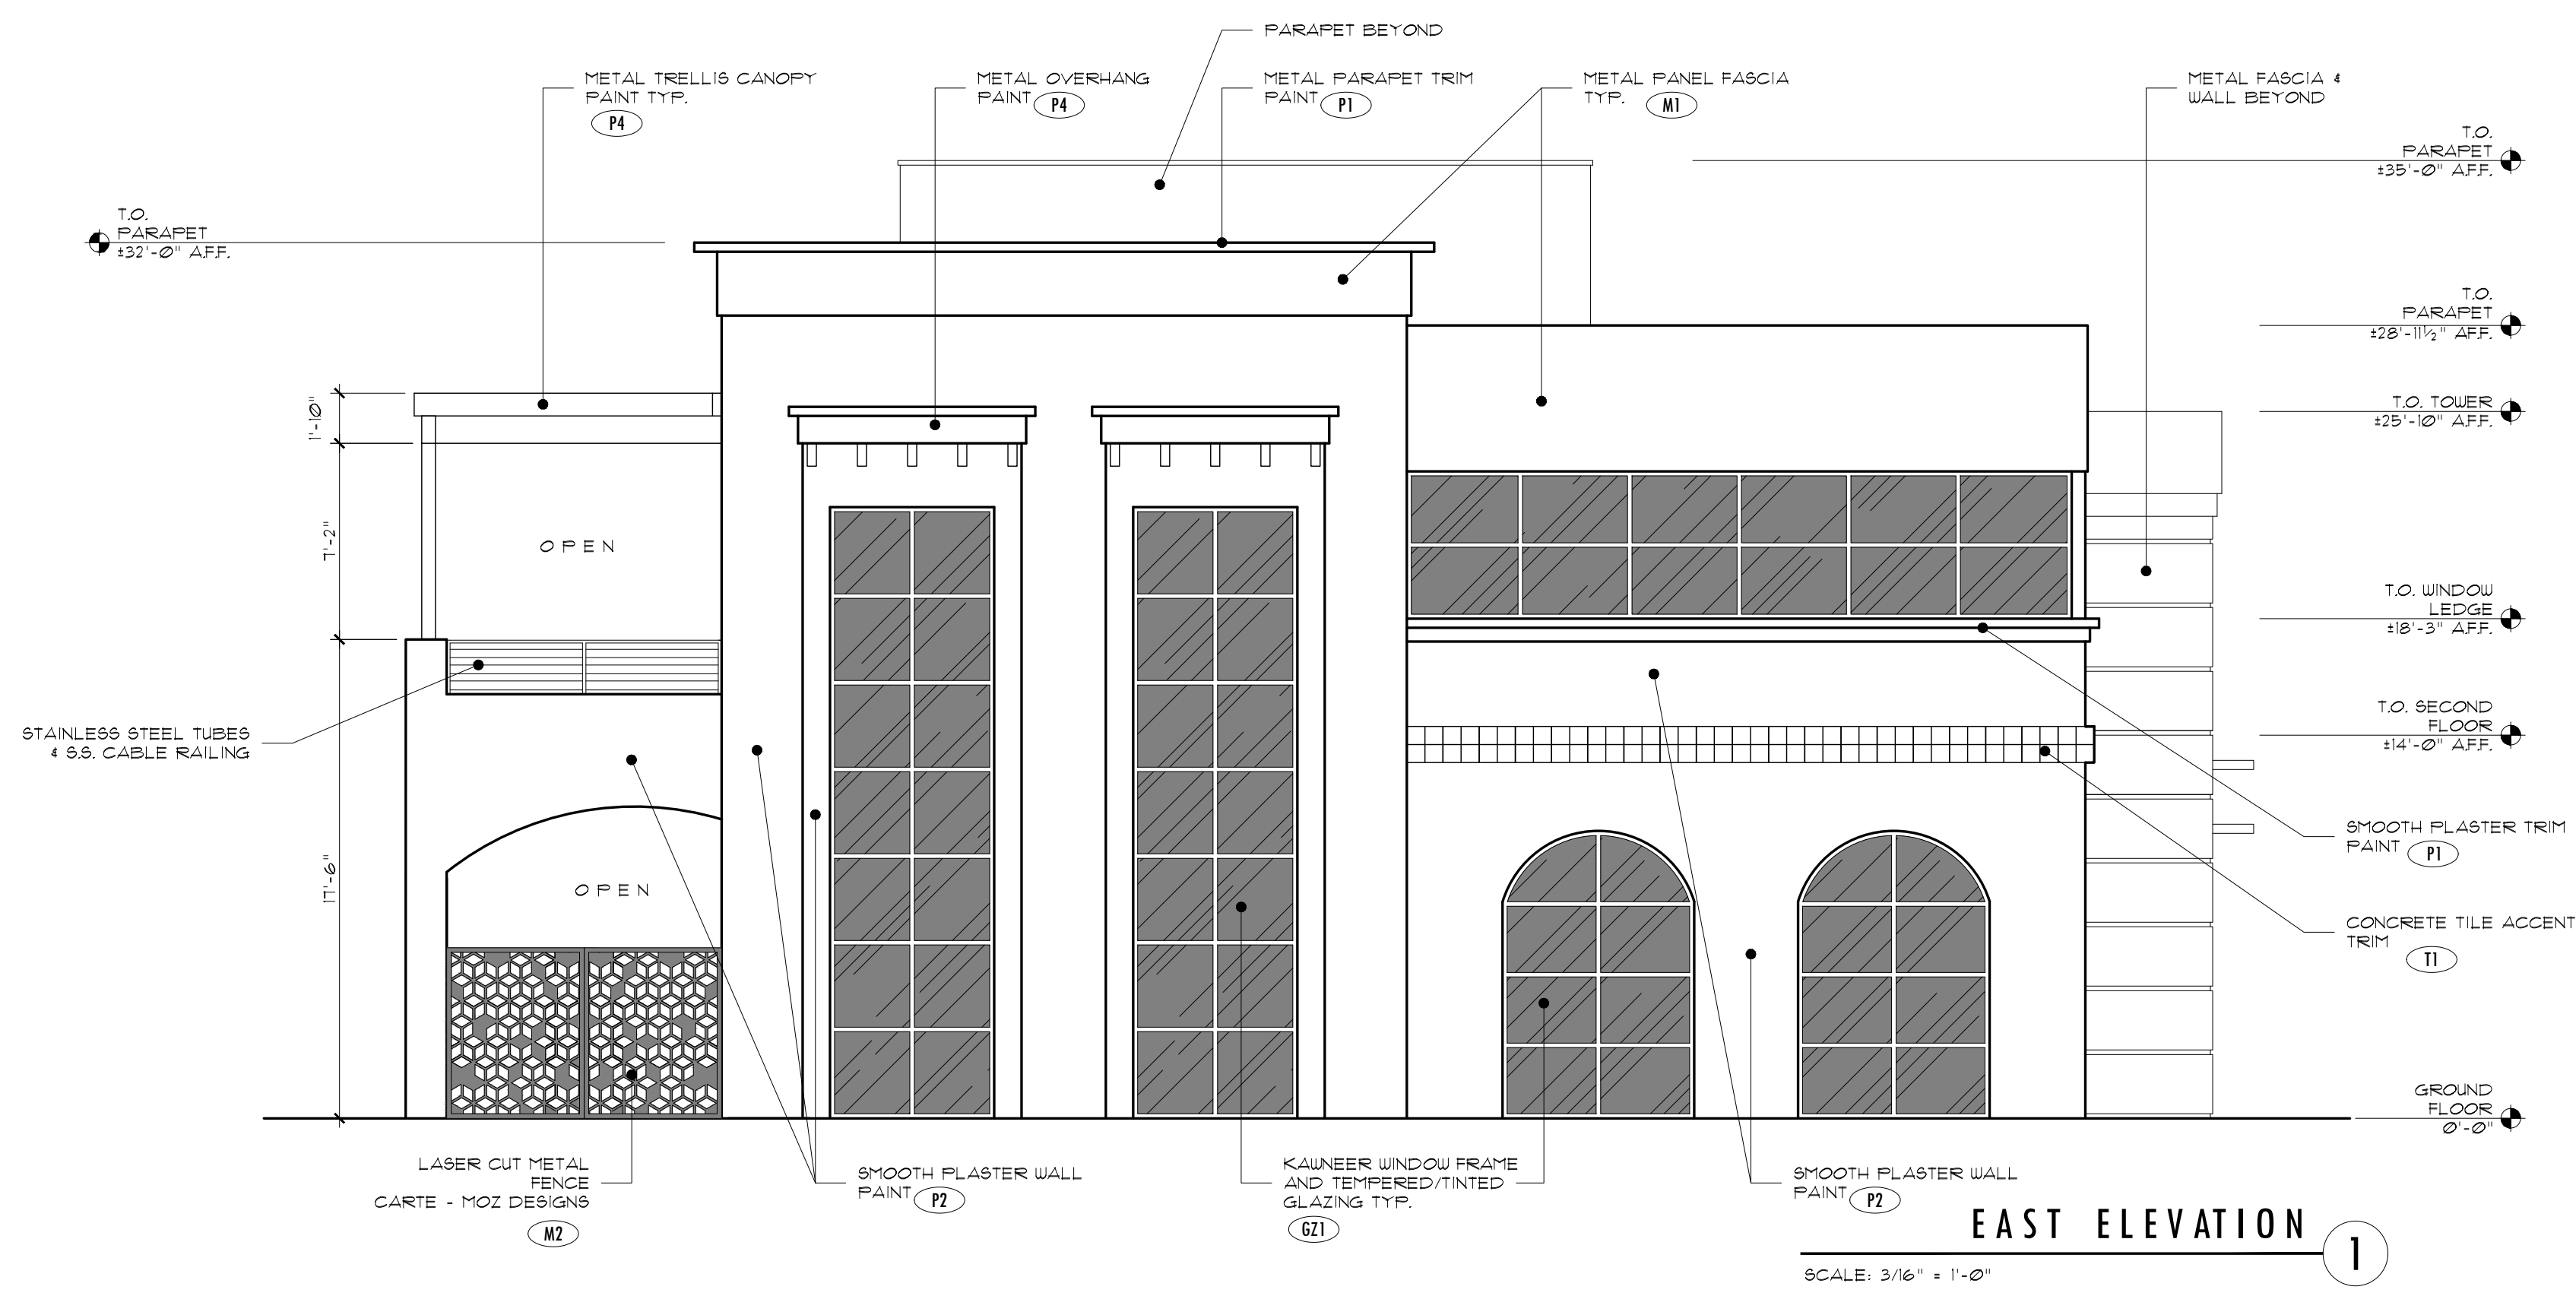 PARAPET BEYOND
METAL TRELLIS CANOPY
PAINT TYP.
P4
METAL OVERHANG
PAINT P4
METAL PARAPET TRIM
PAINT P1
METAL PANEL FASCIA
TYP. M1
METAL FASCIA &
WALL BEYOND
T.O.
PARAPET
±35'-0" A.F.F.
T.O.
PARAPET
±32'-0" A.F.F.
T.O.
PARAPET
±28'-11½" A.F.F.
1'-10"
T.O. TOWER
±25'-10" A.F.F.
7'-2"
OPEN
T.O. WINDOW
LEDGE
±18'-3" A.F.F.
STAINLESS STEEL TUBES
& S.S. CABLE RAILING
T.O. SECOND
FLOOR
±14'-0" A.F.F.
SMOOTH PLASTER TRIM
PAINT P1
17'-6"
OPEN
CONCRETE TILE ACCENT
TRIM
T1
GROUND
FLOOR
0'-0"
LASER CUT METAL
FENCE
CARTE - MOZ DESIGNS
M2
SMOOTH PLASTER WALL
PAINT P2
KAWNEER WINDOW FRAME
AND TEMPERED/TINTED
GLAZING TYP.
GZ1
SMOOTH PLASTER WALL
PAINT P2
EAST ELEVATION
1
SCALE: 3/16" = 1'-0"